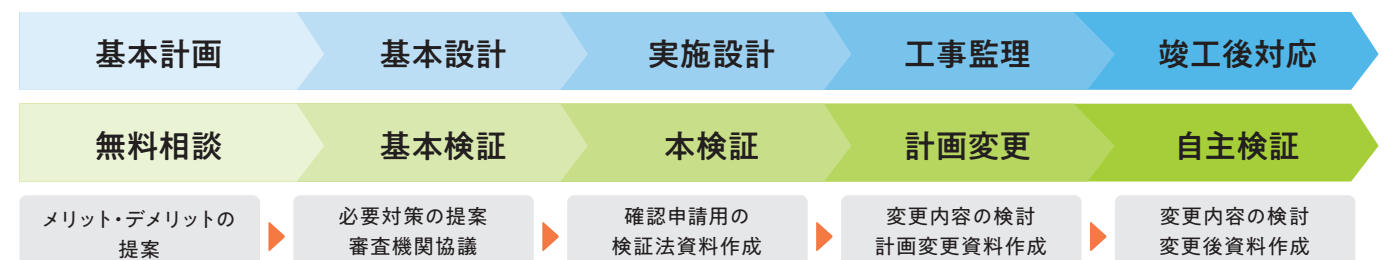 基本計画
基本設計
実施設計
工事監理
竣工後対応
無料相談
基本検証
本検証
計画変更
自主検証
メリット・デメリットの
提案
必要対策の提案
審査機関協議
確認申請用の
検証法資料作成
変更内容の検討
計画変更資料作成
変更内容の検討
変更後資料作成